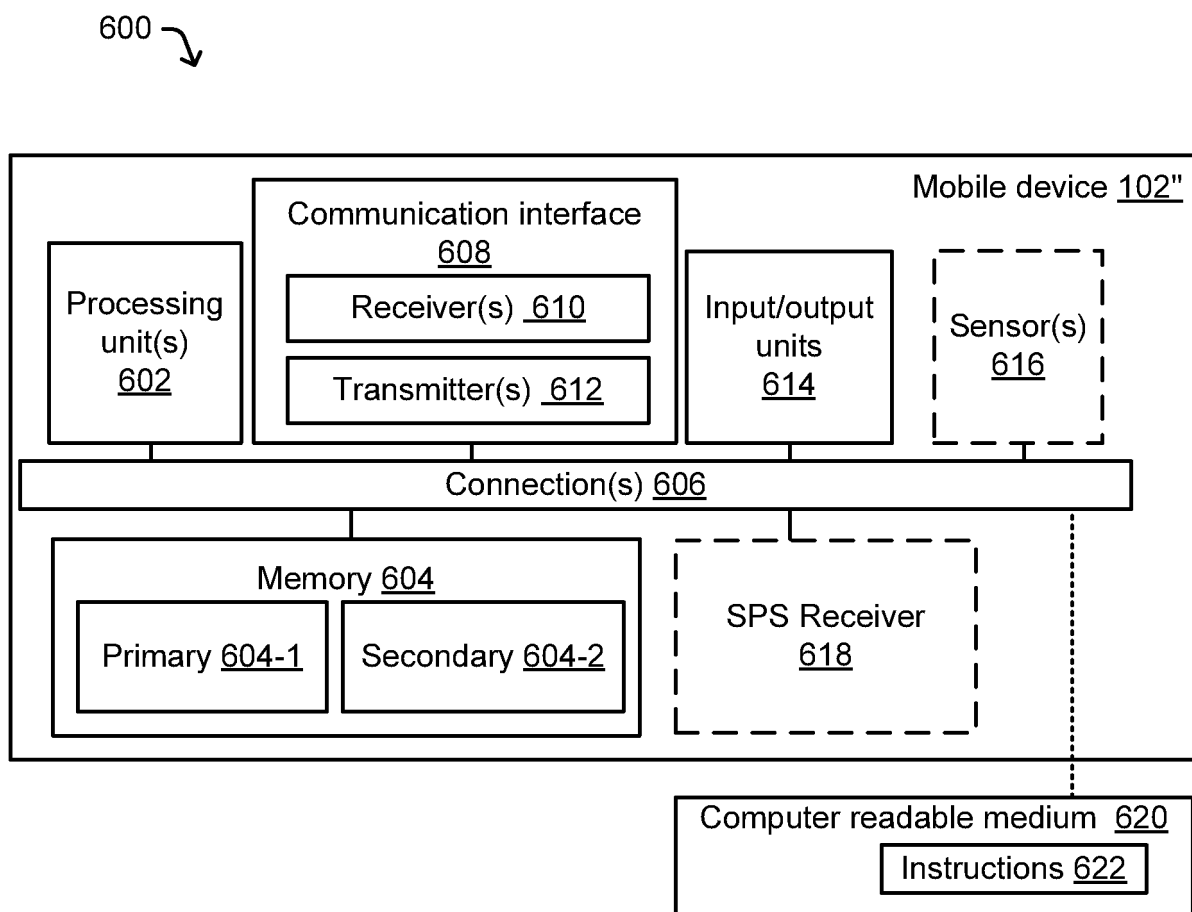 600
Mobile device 102"
Communication interface
608
Receiver(s) 610
Transmitter(s) 612
Processing
unit(s)
602
Input/output
units
614
Sensor(s)
616
Connection(s) 606
Memory 604
Primary 604-1
Secondary 604-2
SPS Receiver
618
Computer readable medium 620
Instructions 622